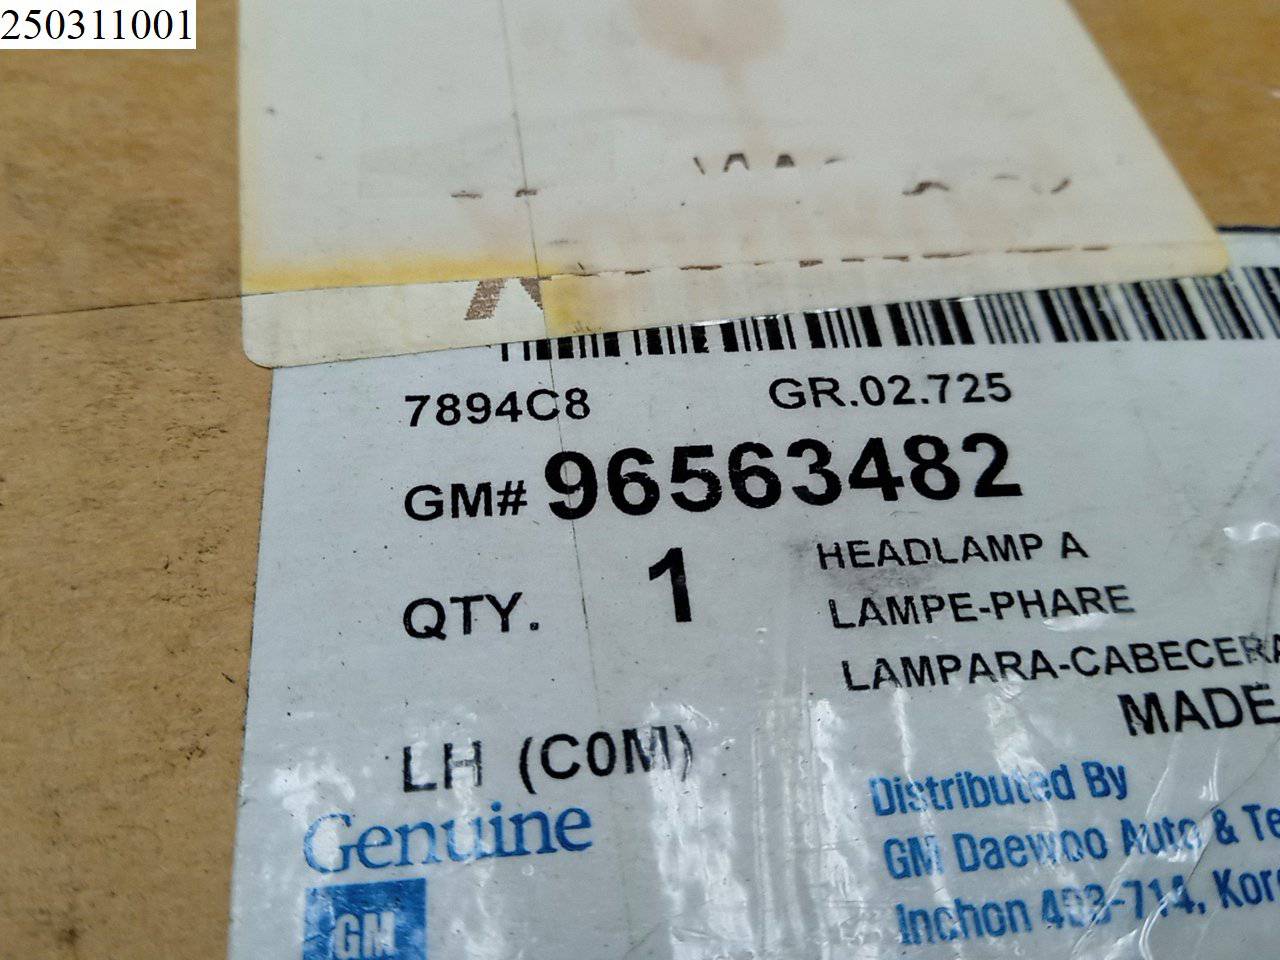 250311001
7894C8 GR.02.725
GM# 96563482
QTY. 1
HEADLAMP A
LAMPE-PHARE
LAMPARA-CABECERA
MADE
LH (C0M)
Genuine
GM
Distributed By
GM Daewoo Auto & Te
Inchon 403-714, Kor